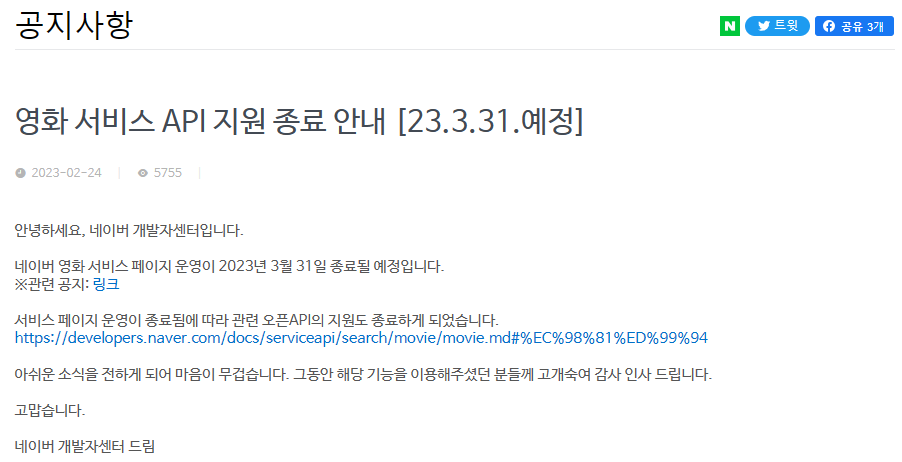 공지사항
N 트윗 공유 3개
영화 서비스 API 지원 종료 안내 [23.3.31.예정]
2023-02-24 5755
안녕하세요, 네이버 개발자센터입니다.
네이버 영화 서비스 페이지 운영이 2023년 3월 31일 종료될 예정입니다.
※관련 공지: 링크
서비스 페이지 운영이 종료됨에 따라 관련 오픈API의 지원도 종료하게 되었습니다.
https://developers.naver.com/docs/serviceapi/search/movie/movie.md#%EC%98%81%ED%99%94
아쉬운 소식을 전하게 되어 마음이 무겁습니다. 그동안 해당 기능을 이용해주셨던 분들께 고개숙여 감사 인사 드립니다.
고맙습니다.
네이버 개발자센터 드림